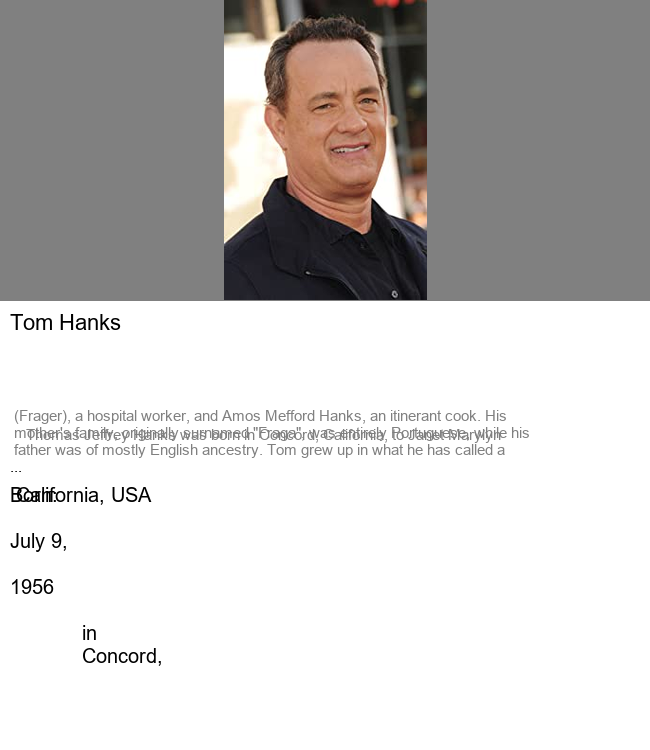 Tom Hanks
(Frager), a hospital worker, and Amos Mefford Hanks, an itinerant cook. His
mother's family, originally surnamed "Fraga", was entirely Portuguese, while his
Thomas Jeffrey Hanks was born in Concord, California, to Janet Marylyn
father was of mostly English ancestry. Tom grew up in what he has called a
...
Born:
California, USA
July 9,
1956
in
Concord,